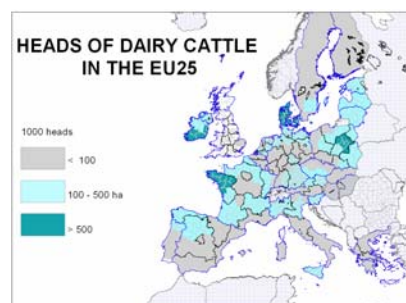 HEADS OF DAIRY CATTLE
IN THE EU25
1000 heads
< 100
100 - 500 ha
> 500